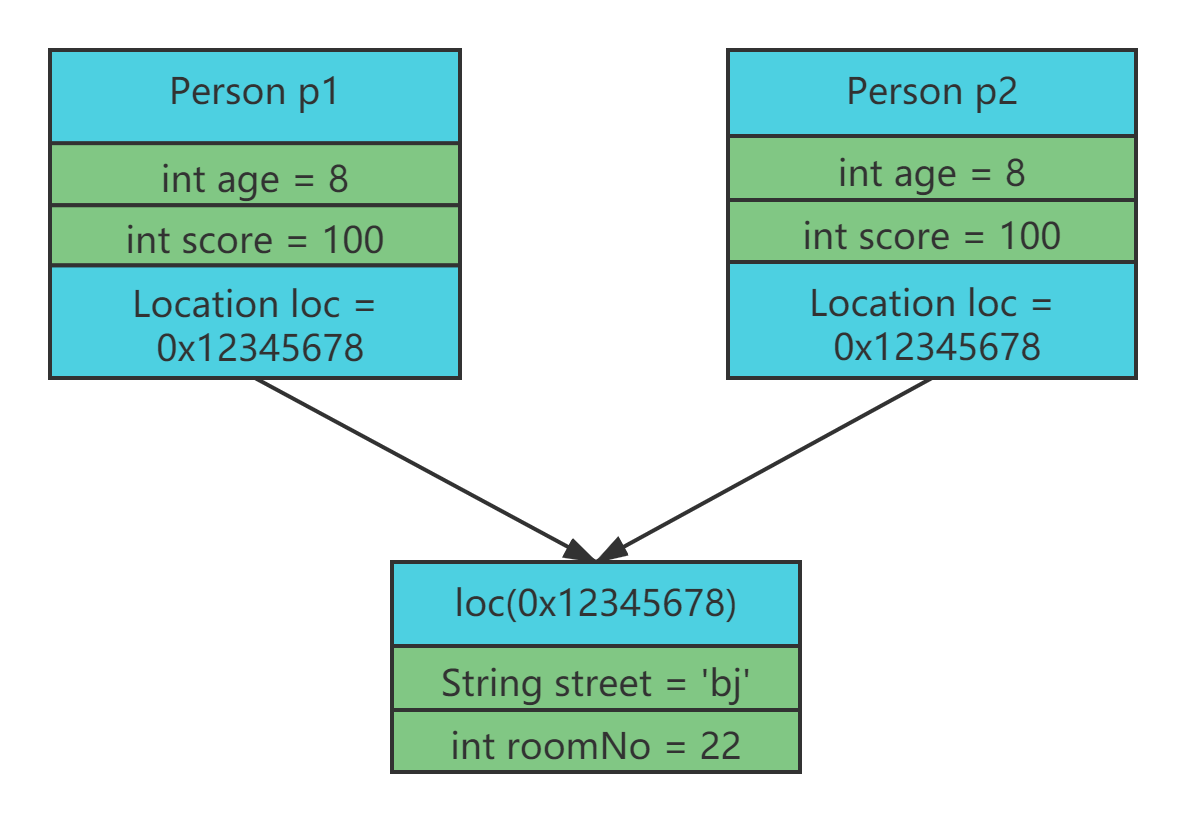 Person p1
int age = 8
int score = 100
Location loc =
0x12345678
Person p2
int age = 8
int score = 100
Location loc =
0x12345678
loc(0x12345678)
String street = 'bj'
int roomNo = 22